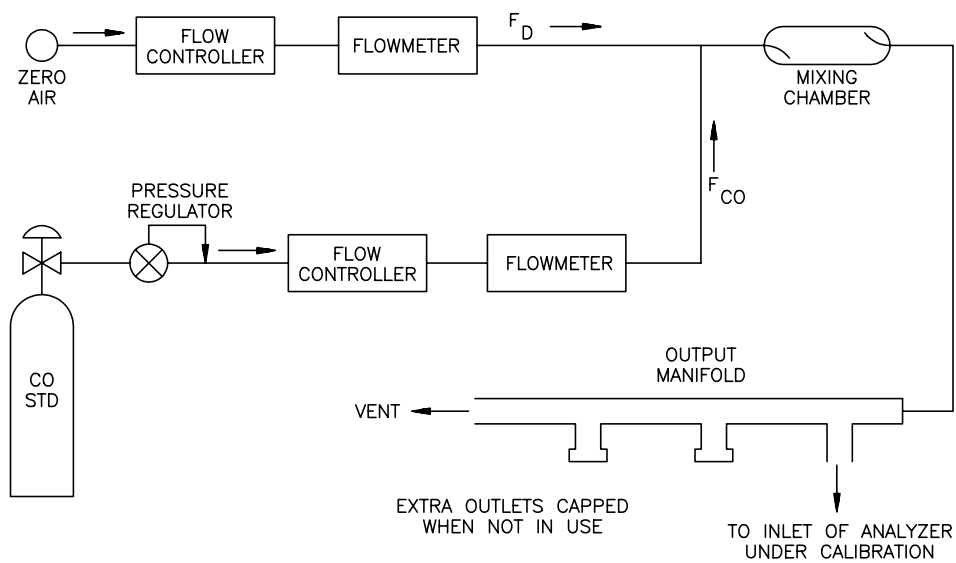 ZERO
AIR
FLOW
CONTROLLER
FLOWMETER
F D
MIXING
CHAMBER
F CO
PRESSURE
REGULATOR
FLOW
CONTROLLER
FLOWMETER
CO
STD
OUTPUT
MANIFOLD
VENT
EXTRA OUTLETS CAPPED
WHEN NOT IN USE
TO INLET OF ANALYZER
UNDER CALIBRATION